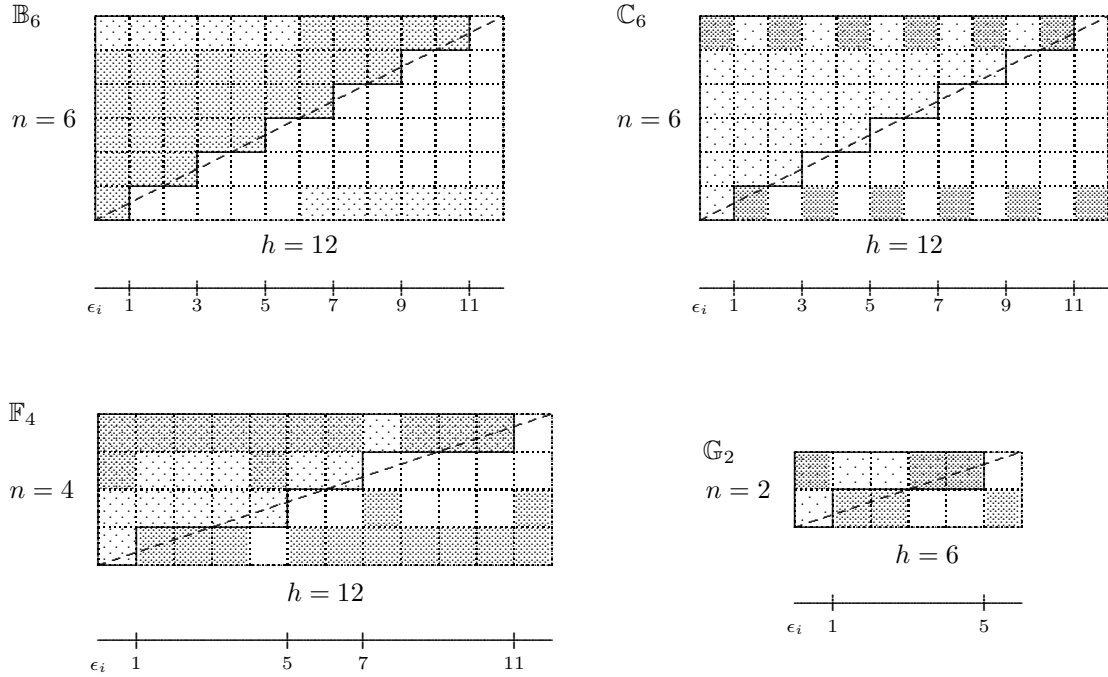 𝔹₆
n = 6
h = 12
ϵᵢ 1 3 5 7 9 11
ℂ₆
n = 6
h = 12
ϵᵢ 1 3 5 7 9 11
𝔽₄
n = 4
h = 12
ϵᵢ 1 5 7 11
𝔾₂
n = 2
h = 6
ϵᵢ 1 5